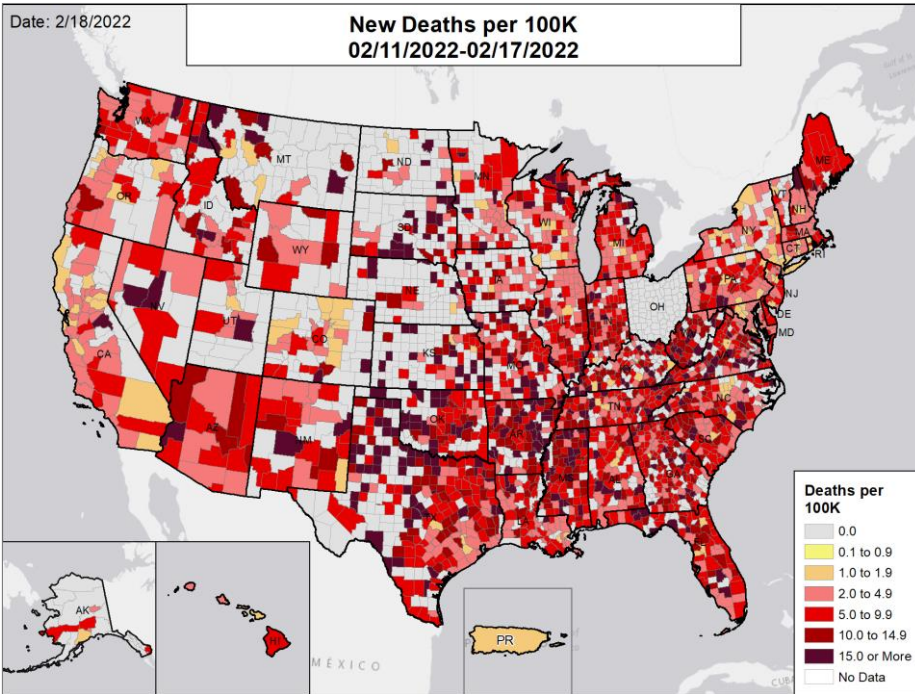 Date: 2/18/2022
New Deaths per 100K
02/11/2022-02/17/2022
WA
MT
ND
MN
ME
OR
ID
WI
VT
NH
SD
NY
MA
WY
MI
CT
RI
IA
PA
NE
NJ
NV
OH
IN
DE
UT
MD
CO
CA
KS
MO
KY
NC
TN
OK
AZ
NM
AR
SC
MS
AL
GA
LA
Deaths per
100K
0.0
0.1 to 0.9
1.0 to 1.9
2.0 to 4.9
5.0 to 9.9
10.0 to 14.9
15.0 or More
No Data
AK
HI
PR
MÉXICO
CUBA